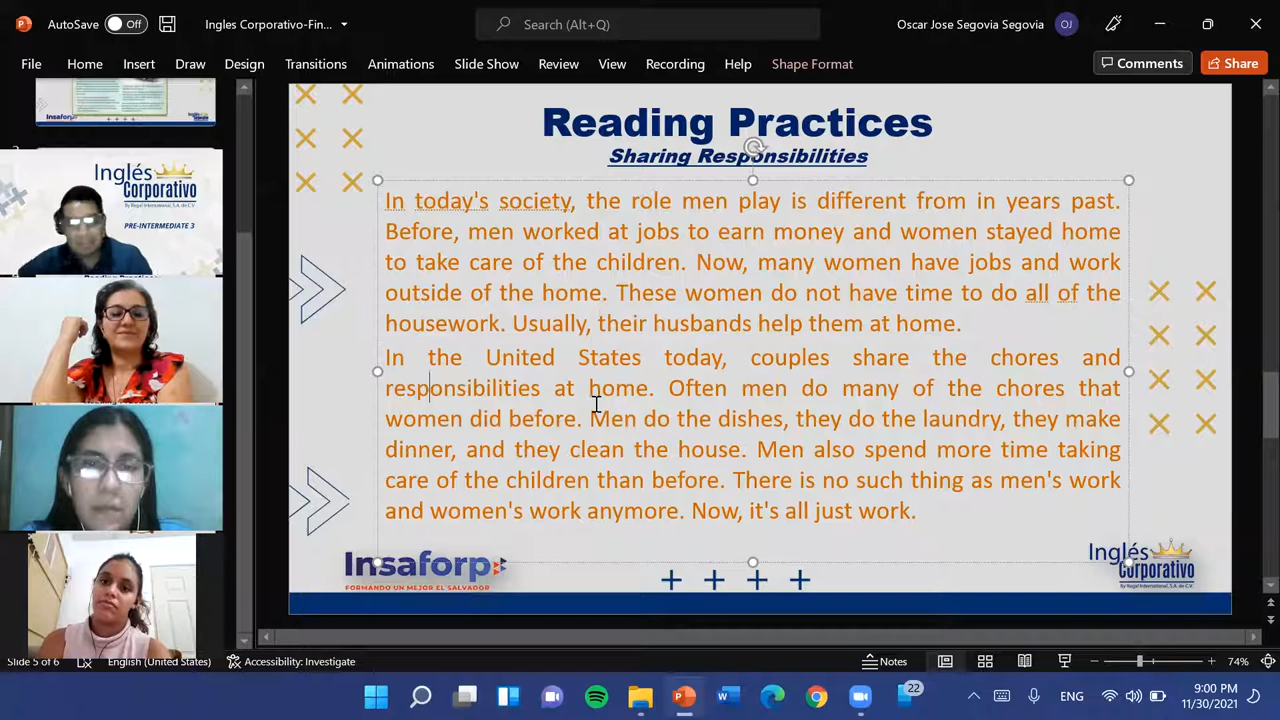 AutoSave Off Ingles Corporativo-Fin... Search (Alt+Q) Oscar Jose Segovia Segovia OJ
File Home Insert Draw Design Transitions Animations Slide Show Review View Recording Help Shape Format Comments Share
Inglés
Corporativo
By Regal International, S.A. de C.V.
PRE-INTERMEDIATE 3
Reading Practices
Sharing Responsibilities
In today's society, the role men play is different from in years past.
Before, men worked at jobs to earn money and women stayed home
to take care of the children. Now, many women have jobs and work
outside of the home. These women do not have time to do all of the
housework. Usually, their husbands help them at home.
In the United States today, couples share the chores and
responsibilities at home. Often men do many of the chores that
women did before. Men do the dishes, they do the laundry, they make
dinner, and they clean the house. Men also spend more time taking
care of the children than before. There is no such thing as men's work
and women's work anymore. Now, it's all just work.
Insaforp
FORMANDO UN MEJOR EL SALVADOR
Inglés
Corporativo
By Regal International, S.A. de C.V.
Slide 5 of 6 English (United States) Accessibility: Investigate Notes 74%
22 ENG 9:00 PM
11/30/2021